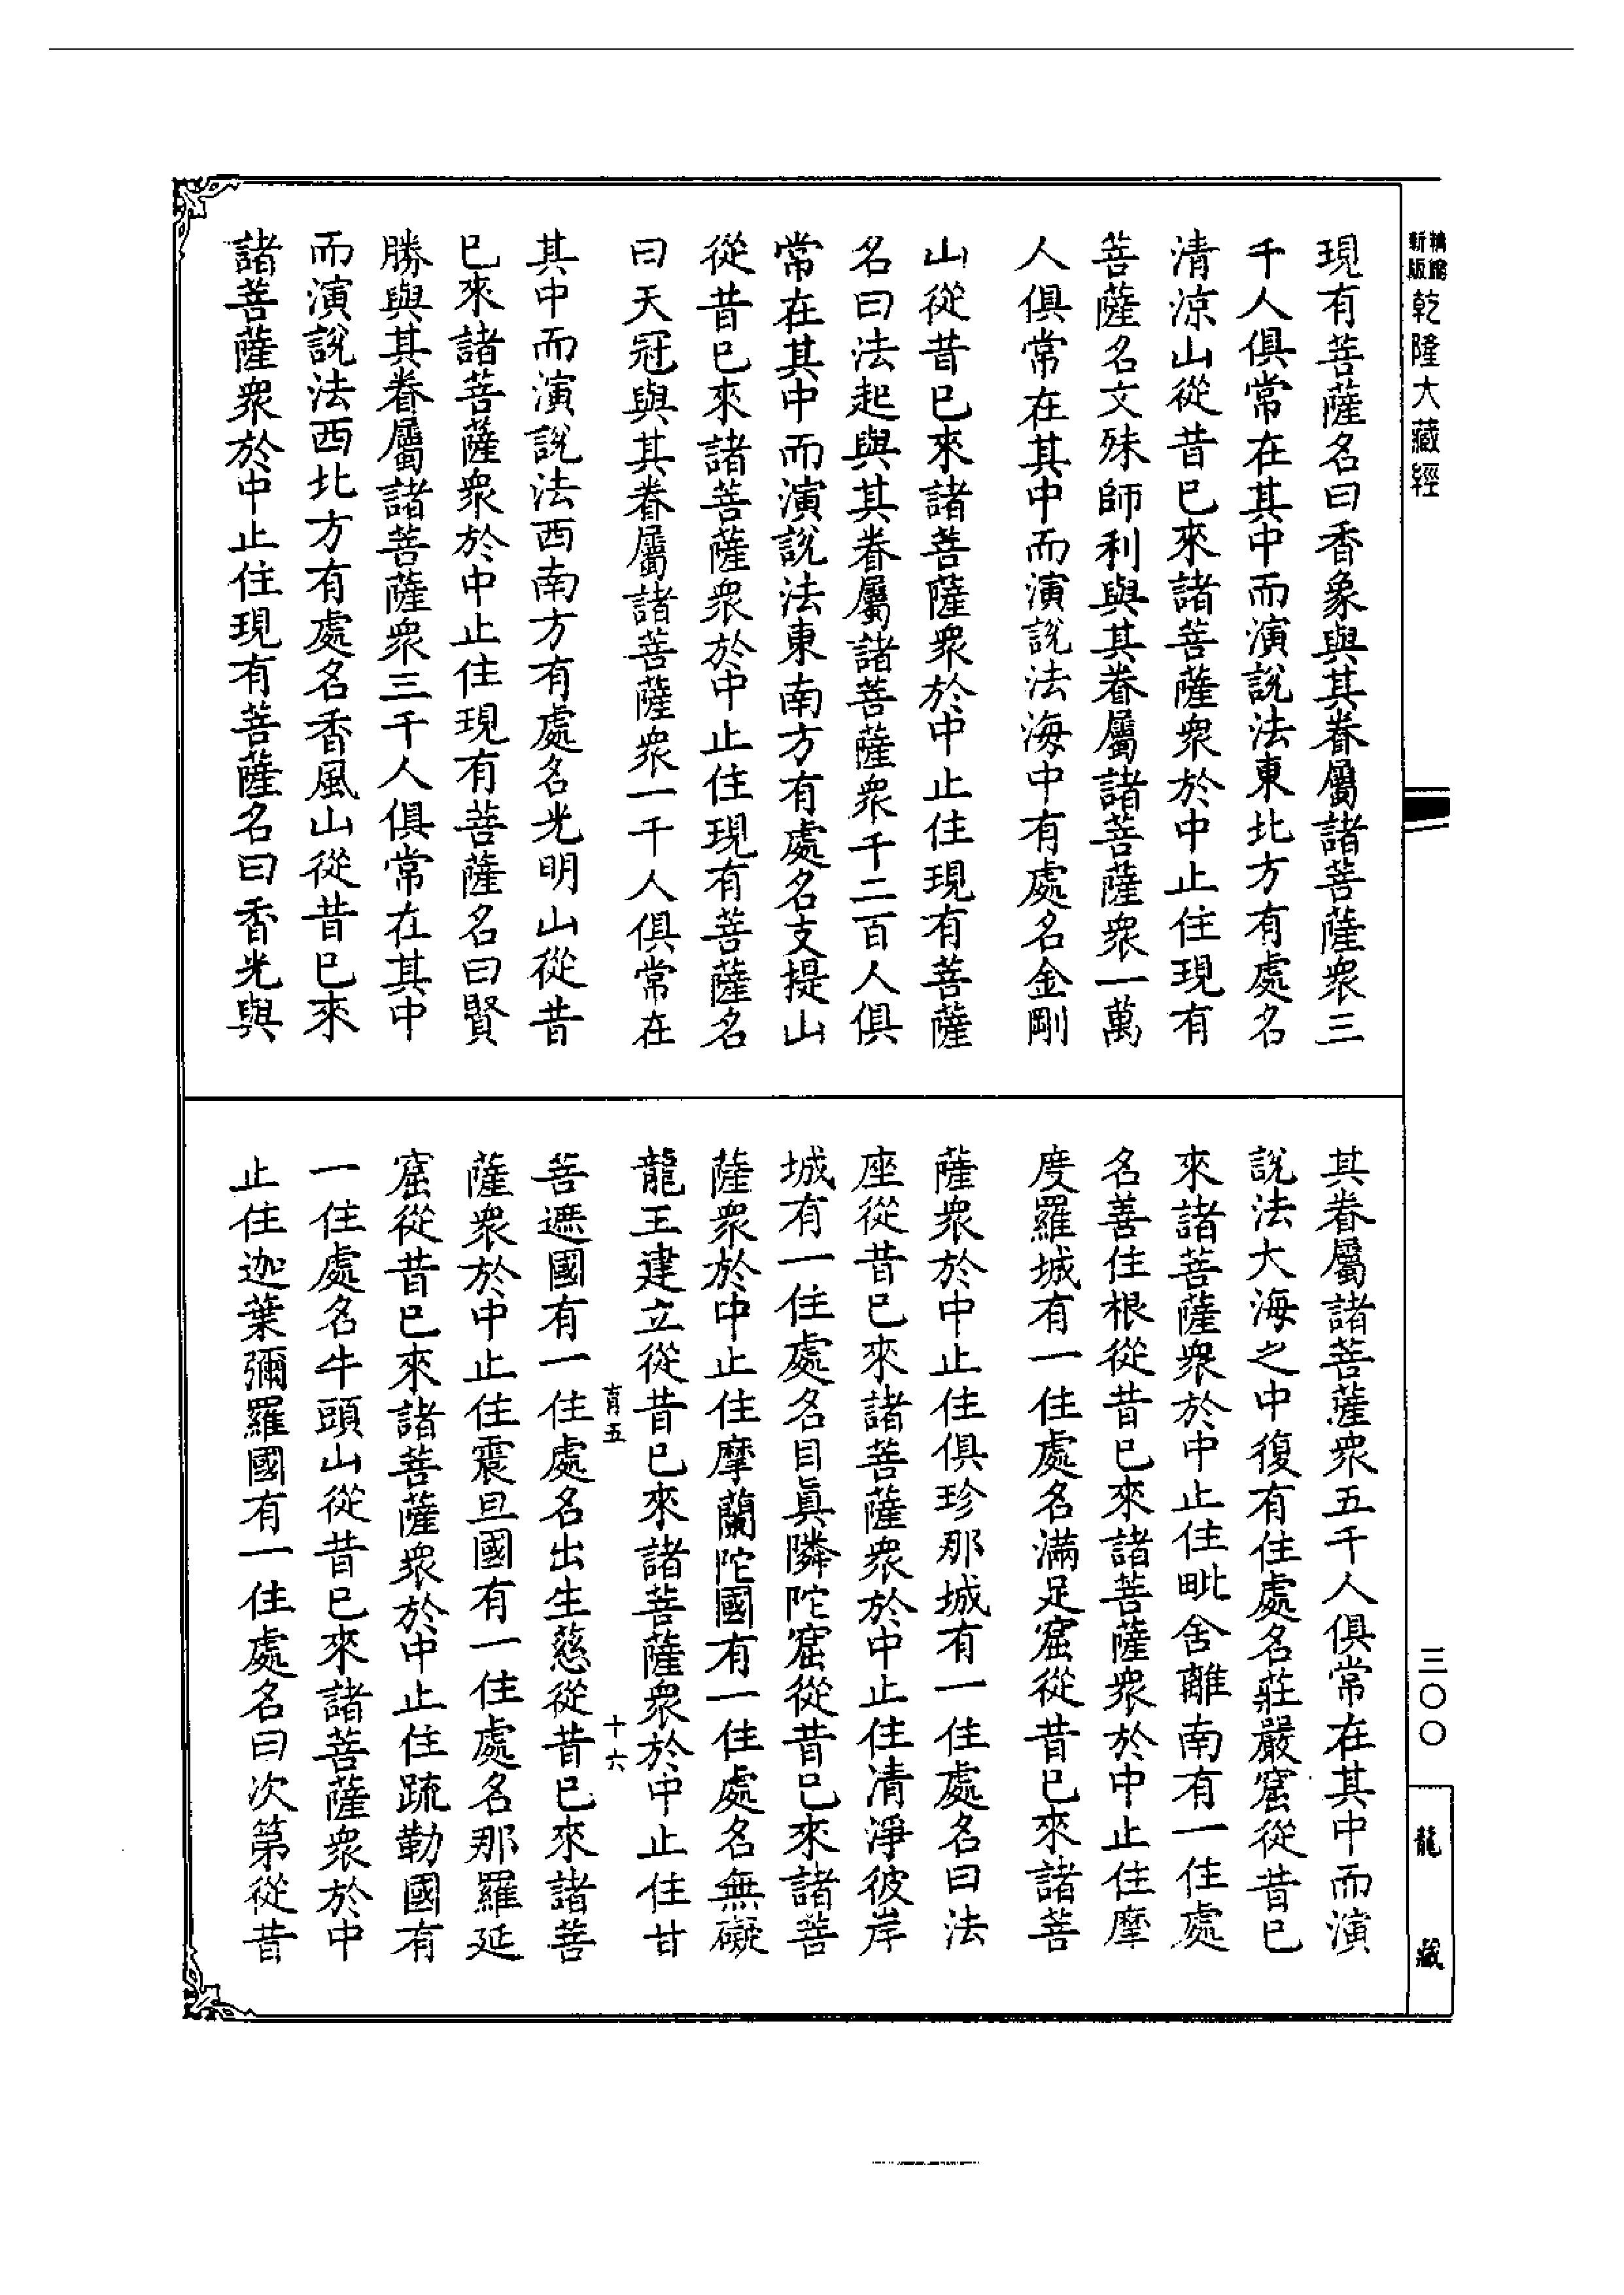 新版
乾隆大藏經
現有菩薩名曰香象與其眷屬諸菩薩衆三
千人俱常在其中而演說法東北方有處名
清涼山從昔已來諸菩薩衆於中止住現有
菩薩名文殊師利與其眷屬諸菩薩衆一萬
人俱常在其中而演說法海中有處名金剛
山從昔已來諸菩薩衆於中止住現有菩薩
名曰法起與其眷屬諸菩薩衆千二百人俱
常在其中而演說法東南方有處名支提山
從昔已來諸菩薩衆於中止住現有菩薩名
曰天冠與其眷屬諸菩薩衆一千人俱常在
其中而演說法西南方有處名光明山從昔
已來諸菩薩衆於中止住現有菩薩名曰賢
勝與其眷屬諸菩薩衆三千人俱常在其中
而演說法西北方有處名香風山從昔已來
諸菩薩衆於中止住現有菩薩名曰香光與
其眷屬諸菩薩衆五千人俱常在其中而演
說法大海之中復有住處名莊嚴窟從昔已
來諸菩薩衆於中止住毗舍離南有一住處
名善住根從昔已來諸菩薩衆於中止住摩
度羅城有一住處名滿足窟從昔已來諸菩
薩衆於中止住俱珍那城有一住處名曰法
座從昔已來諸菩薩衆於中止住清淨彼岸
城有一住處名目眞隣陀窟從昔已來諸菩
薩衆於中止住摩蘭陀國有一住處名無礙
龍王建立從昔已來諸菩薩衆於中止住甘
育五
十六
菩遮國有一住處名出生慈從昔已來諸菩
薩衆於中止住震旦國有一住處名那羅延
窟從昔已來諸菩薩衆於中止住疏勒國有
一住處名牛頭山從昔已來諸菩薩衆於中
止住迦葉彌羅國有一住處名曰次第從昔
三〇〇
龍藏